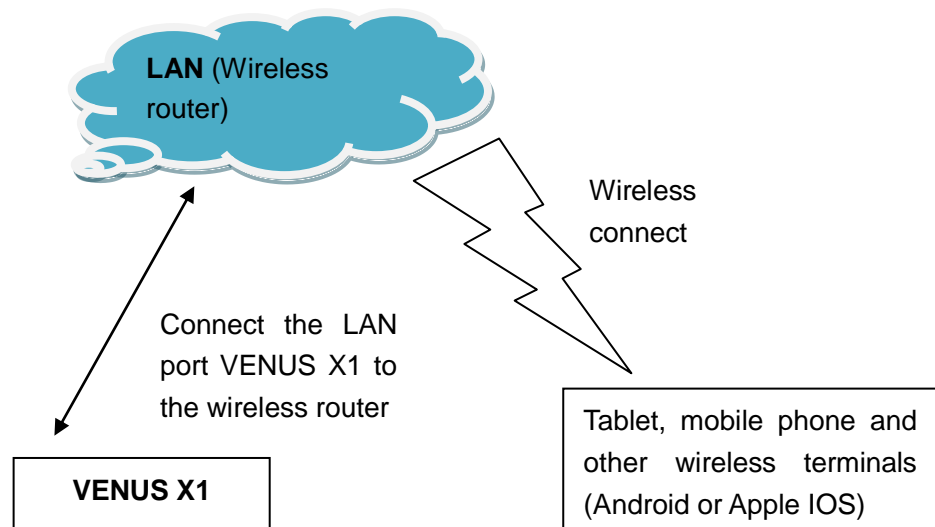 LAN (Wireless
router)
Wireless
connect
Connect the LAN
port VENUS X1 to
the wireless router
Tablet, mobile phone and
other wireless terminals
(Android or Apple IOS)
VENUS X1